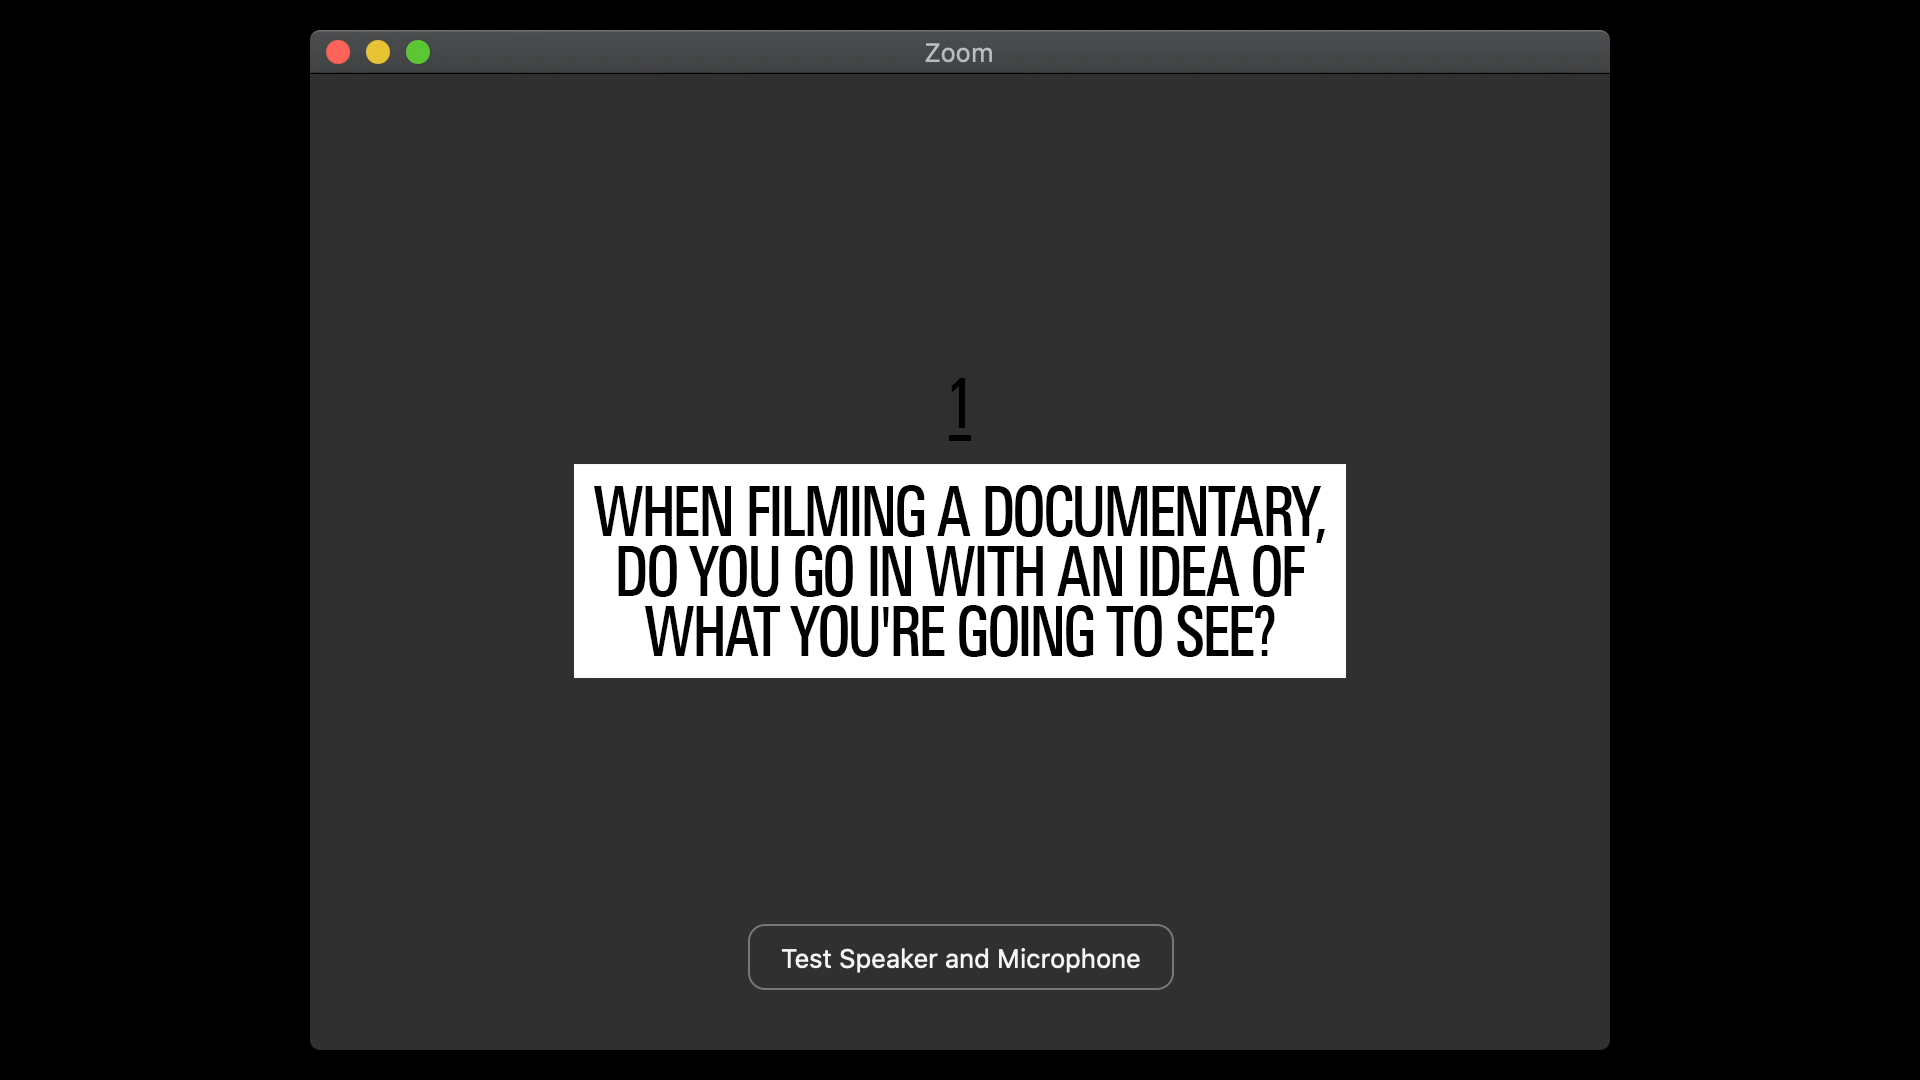 Zoom
1
WHEN FILMING A DOCUMENTARY,
DO YOU GO IN WITH AN IDEA OF
WHAT YOU'RE GOING TO SEE?
Test Speaker and Microphone